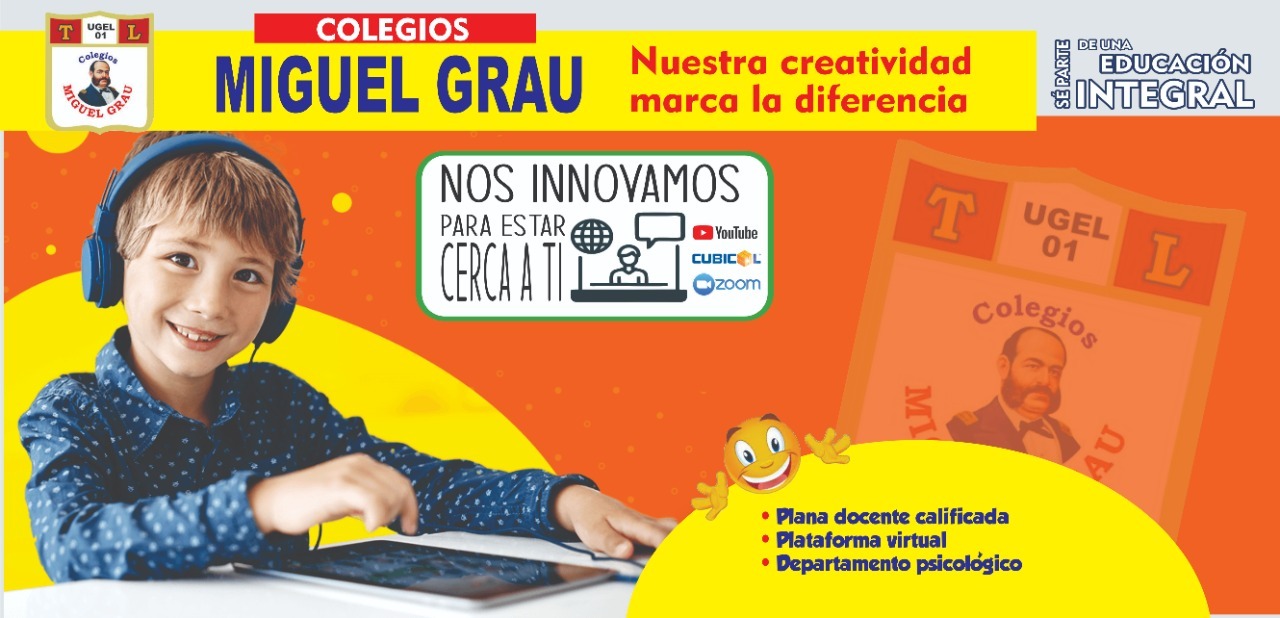 T UGEL L
01
Colegios
MIGUEL GRAU
COLEGIOS
MIGUEL GRAU
Nuestra creatividad
marca la diferencia
SÉ PARTE
DE UNA
EDUCACIÓN
INTEGRAL
NOS INNOVAMOS
PARA ESTAR
CERCA A TI
YouTube
CUBICOL
zoom
T UGEL L
01
Colegios
• Plana docente calificada
• Plataforma virtual
• Departamento psicológico